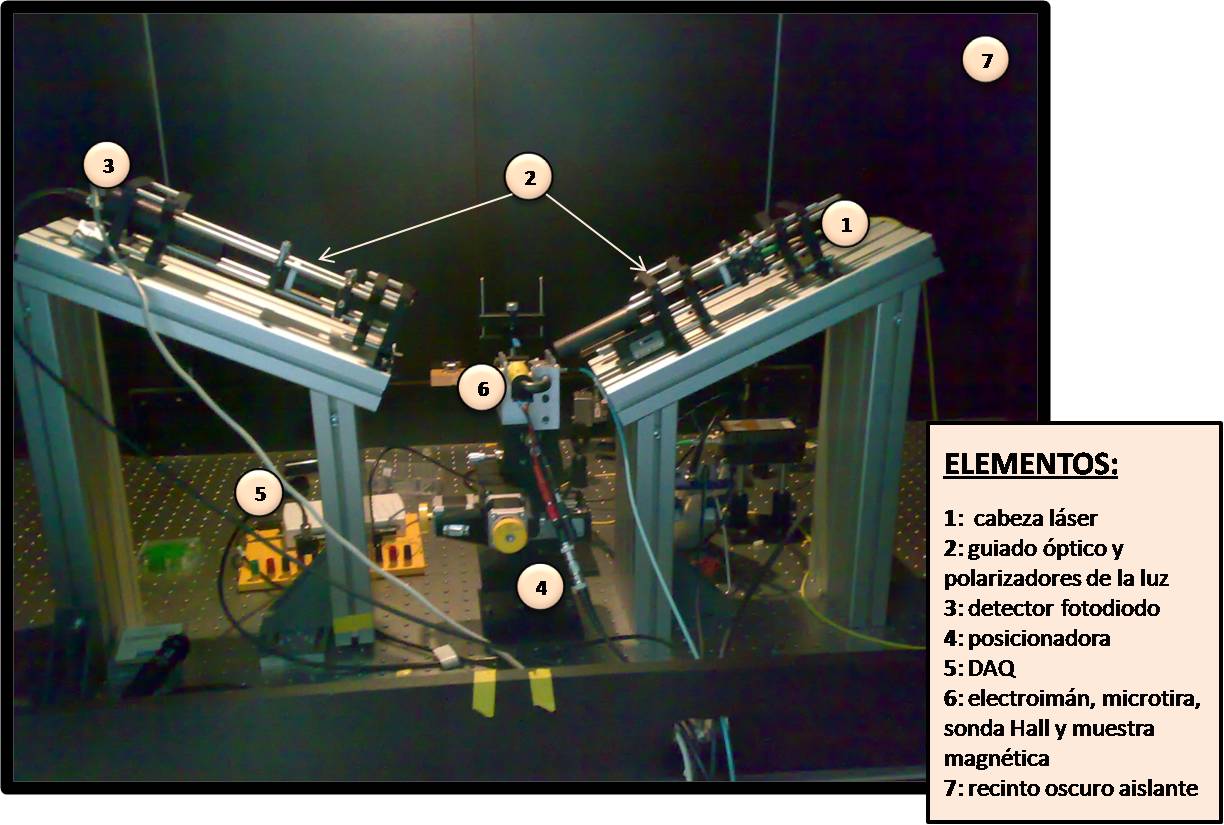 7
3
2
1
6
5
4
ELEMENTOS:
1: cabeza láser
2: guiado óptico y
polarizadores de la luz
3: detector fotodiodo
4: posicionadora
5: DAQ
6: electroimán, microtira,
sonda Hall y muestra
magnética
7: recinto oscuro aislante